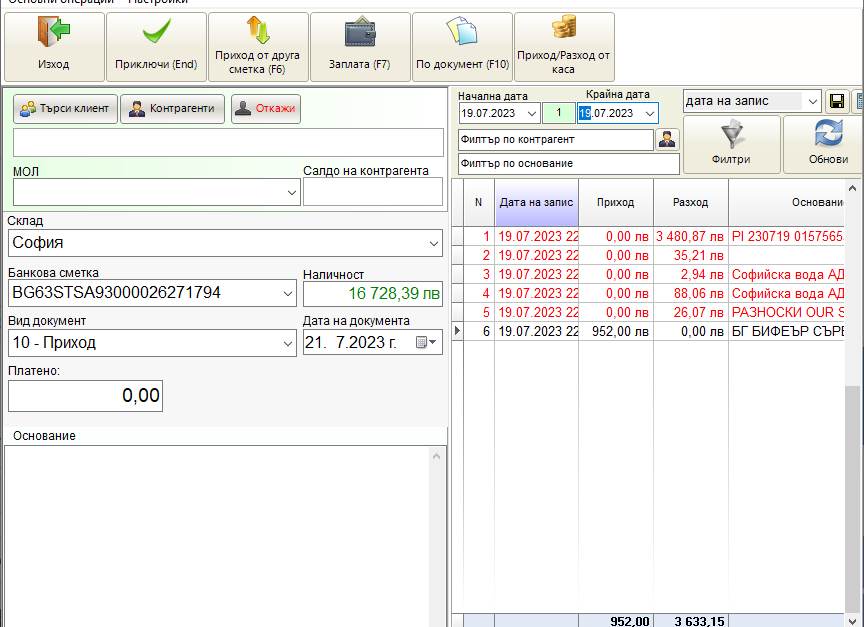 Основни операции Настройки
Изход
Приключи (End)
Приход от друга
сметка (F6)
Заплата (F7)
По документ (F10)
Приход/Разход от
каса
Търси клиент
Контрагенти
Откажи
МОЛ
Салдо на контрагента
Склад
София
Банкова сметка
BG63STSA93000026271794
Наличност
16 728,39 лв
Вид документ
10 - Приход
Дата на документа
21. 7.2023 г.
Платено:
0,00
Основание
Начална дата
Крайна дата
19.07.2023
1
19.07.2023
дата на запис
Филтър по контрагент
Филтър по основание
Филтри
Обнови
N Дата на запис Приход Разход Основани
1 19.07.2023 22 0,00 лв 3 480,87 лв PI 230719 0157565
2 19.07.2023 22 0,00 лв 35,21 лв
3 19.07.2023 22 0,00 лв 2,94 лв Софийска вода АД
4 19.07.2023 22 0,00 лв 88,06 лв Софийска вода АД
5 19.07.2023 22 0,00 лв 26,07 лв РАЗНОСКИ OUR S
6 19.07.2023 22 952,00 лв 0,00 лв БГ БИФЕЪР СЪРВ
952,00 3 633,15